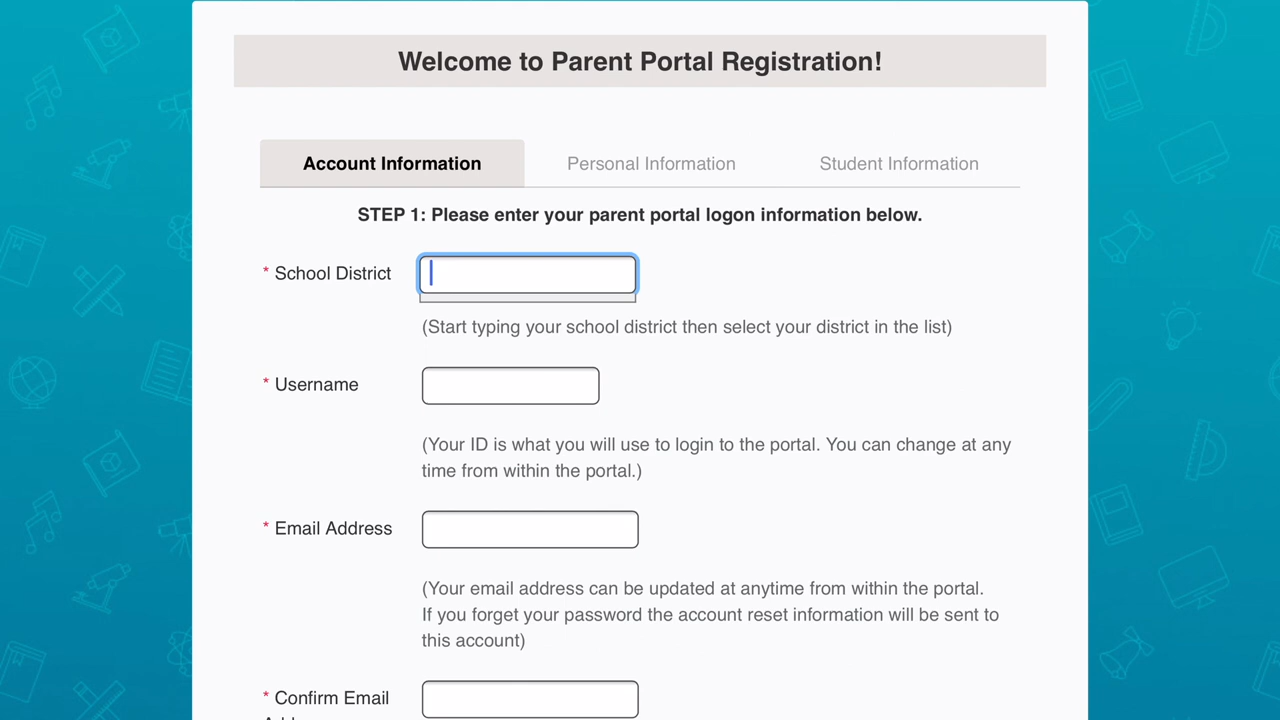 Welcome to Parent Portal Registration!
Account Information
Personal Information
Student Information
STEP 1: Please enter your parent portal logon information below.
* School District
(Start typing your school district then select your district in the list)
* Username
(Your ID is what you will use to login to the portal. You can change at any
time from within the portal.)
* Email Address
(Your email address can be updated at anytime from within the portal.
If you forget your password the account reset information will be sent to
this account)
* Confirm Email